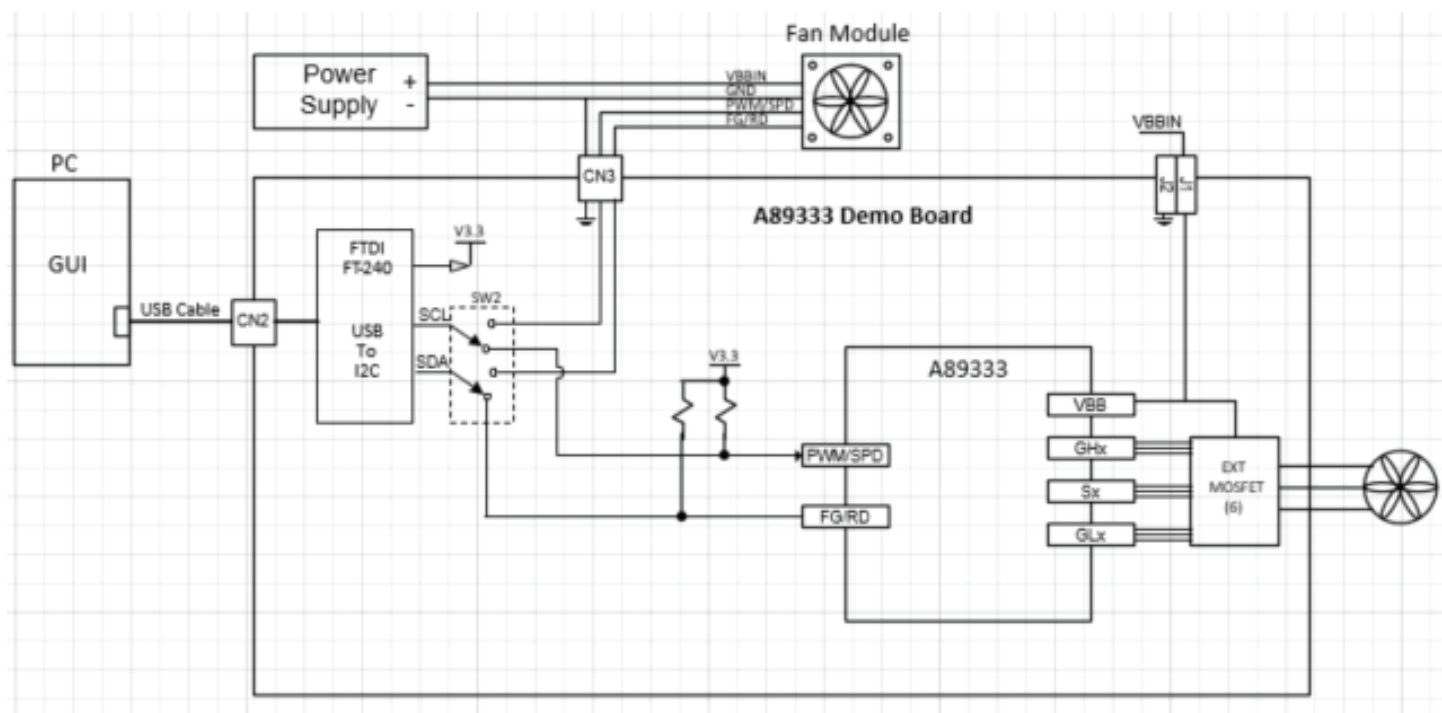 Fan Module
Power
Supply
+
-
VBBIN
GND
PWM/SPD
FG/RD
VBBIN
PC
CN3
J2
J1
A89333 Demo Board
GUI
FTDI
FT-240
V3.3
USB Cable
CN2
SW2
SCL
USB
To
I2C
SDA
V3.3
A89333
VBB
PWM/SPD
GHx
EXT
MOSFET
(6)
Sx
FG/RD
GLx